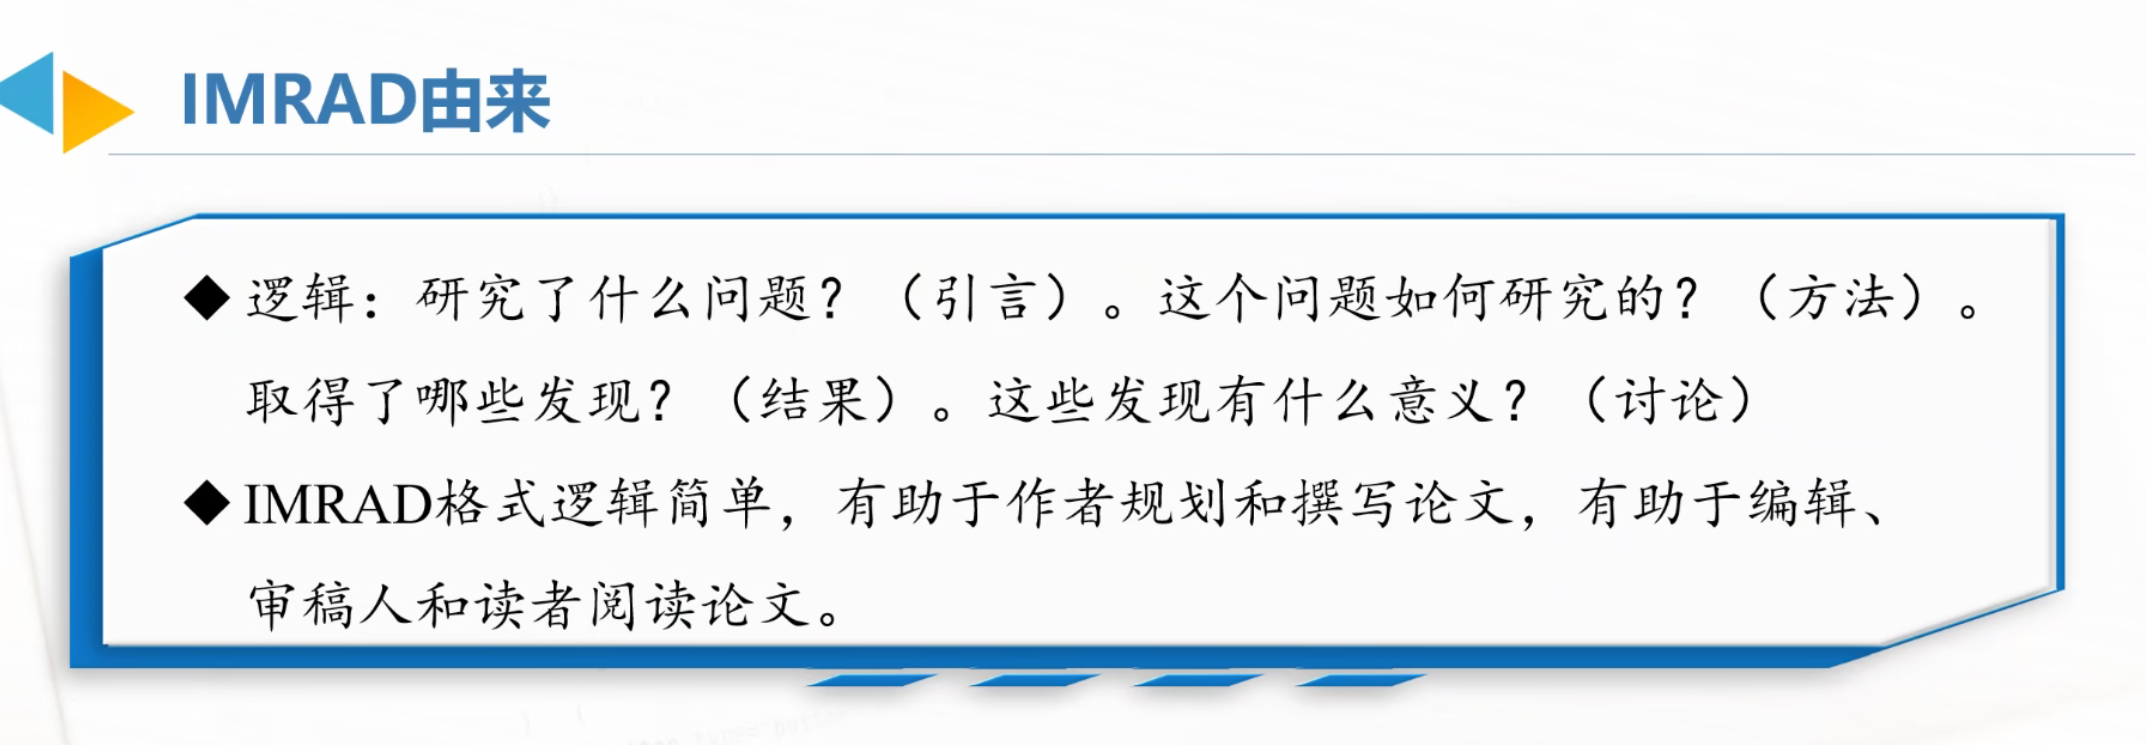 IMRAD由来
◆逻辑：研究了什么问题？（引言）。这个问题如何研究的？（方法）。
取得了哪些发现？（结果）。这些发现有什么意义？（讨论）
◆IMRAD格式逻辑简单，有助于作者规划和撰写论文，有助于编辑、
审稿人和读者阅读论文。